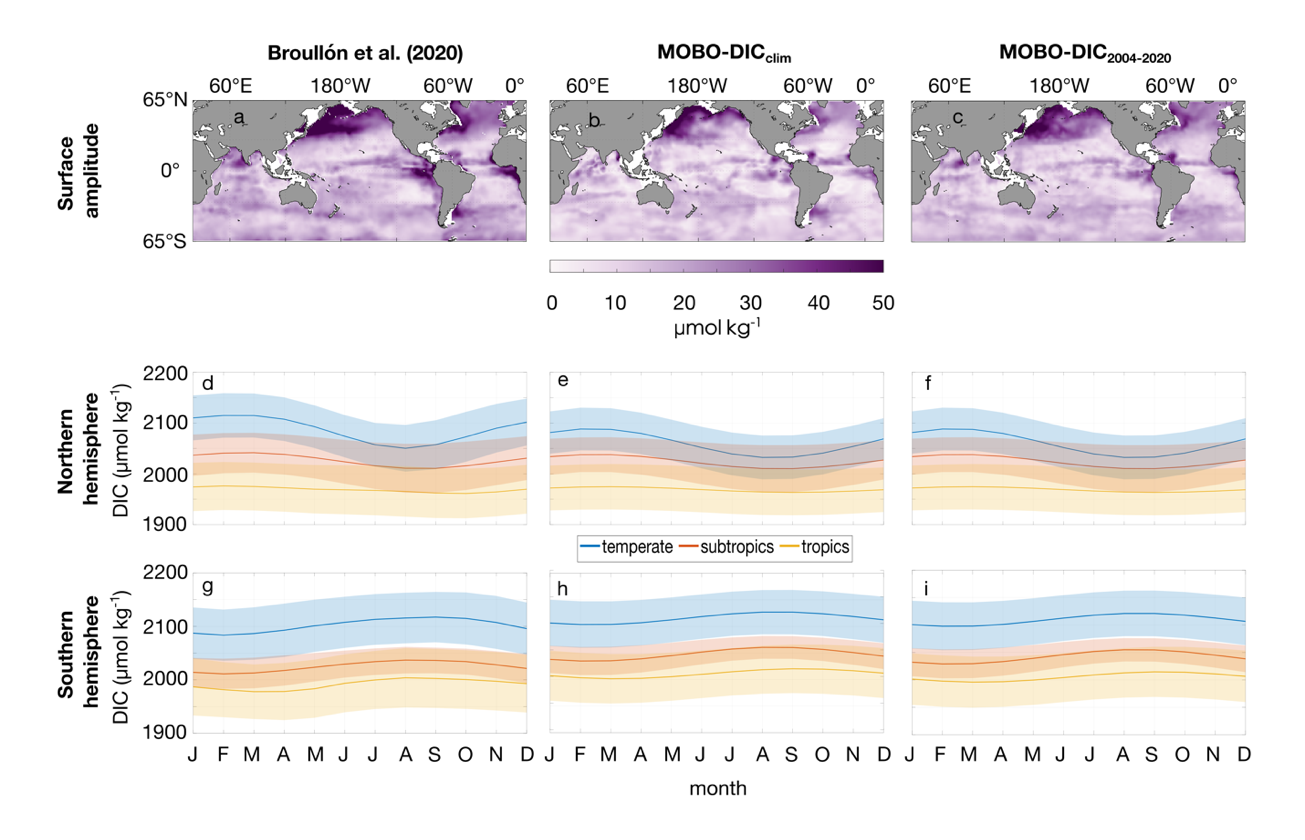 Broullón et al. (2020) MOBO-DICclim MOBO-DIC2004-2020
60°E 180°W 60°W 0° 60°E 180°W 60°W 0° 60°E 180°W 60°W 0°
65°N
a b c
Surface
amplitude
0°
65°S
0 10 20 30 40 50
µmol kg-1
2200
d e f
Northern
hemisphere
DIC (µmol kg-1)
2100
2000
1900
temperate subtropics tropics
2200
g h i
Southern
hemisphere
DIC (µmol kg-1)
2100
2000
1900
J F M A M J J A S O N D J F M A M J J A S O N D J F M A M J J A S O N D
month